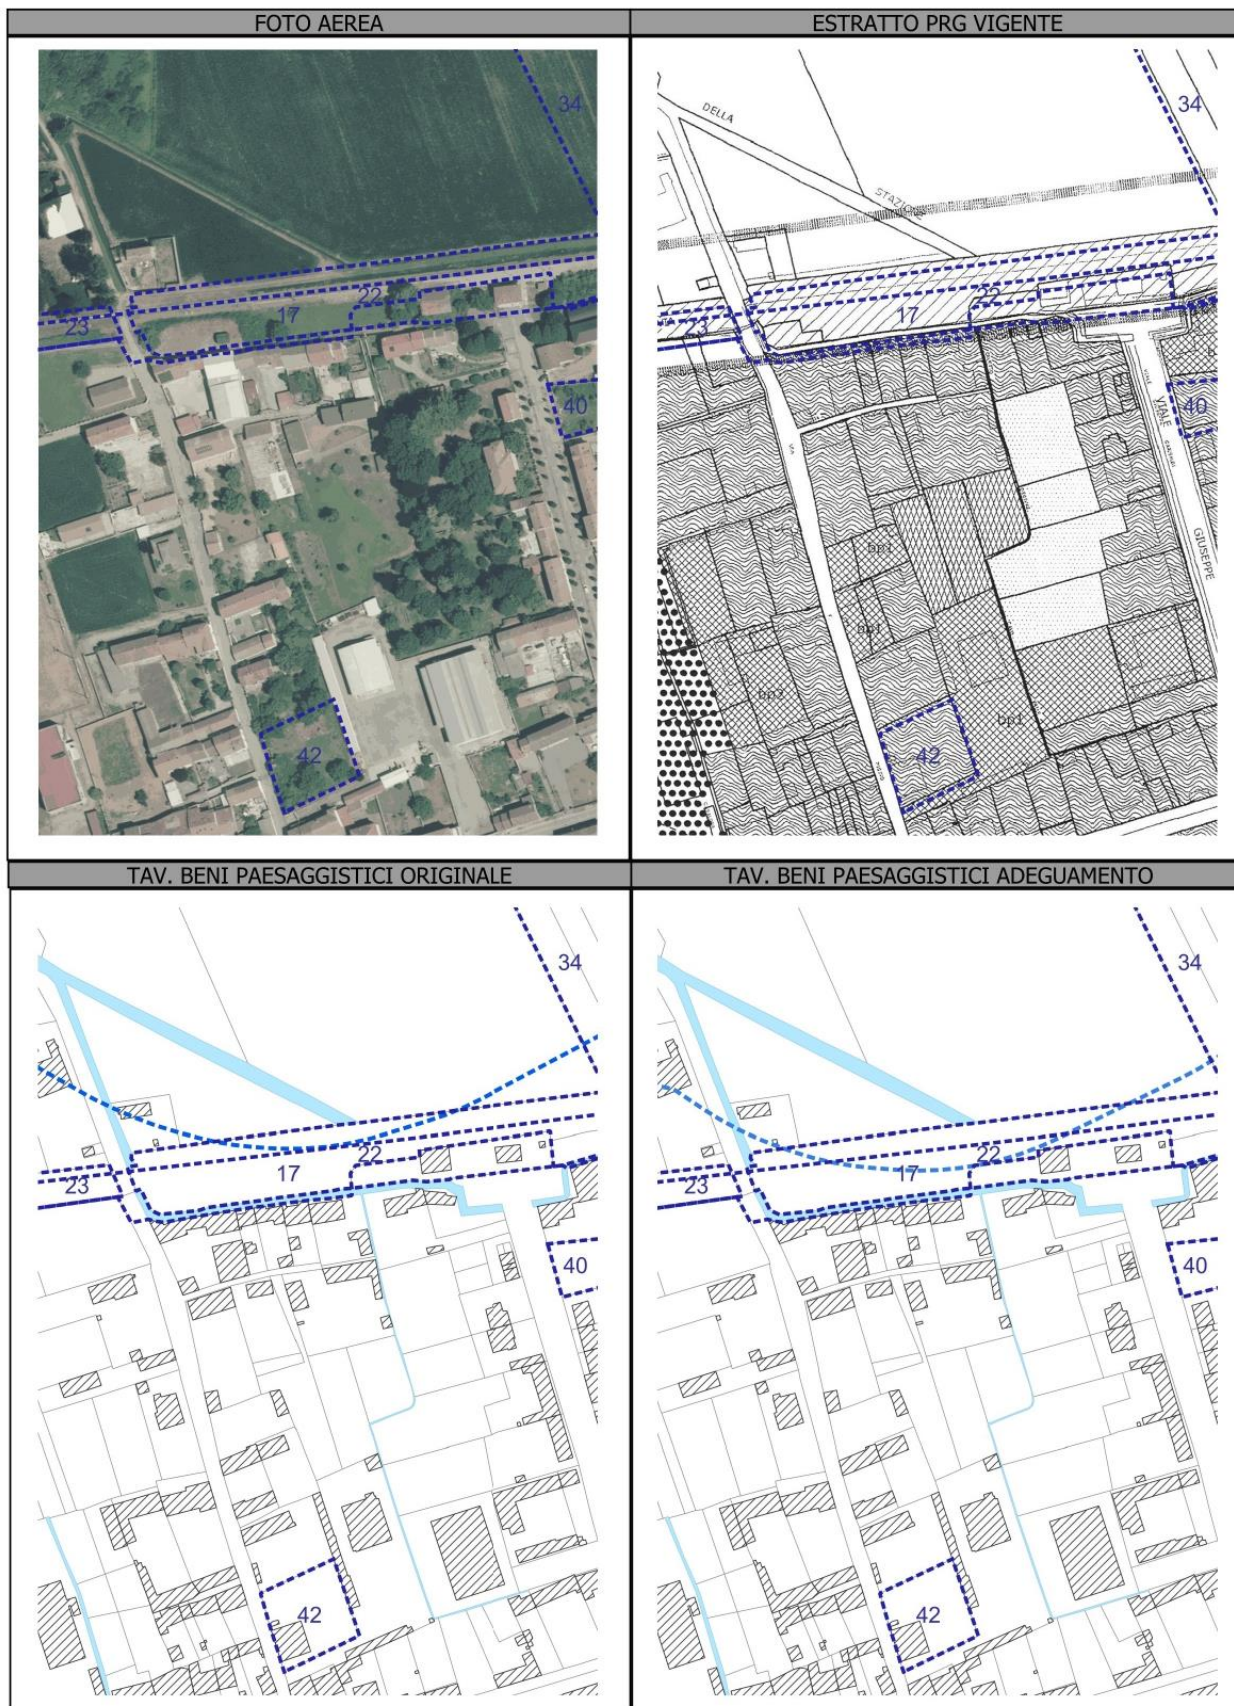 FOTO AEREA
ESTRATTO PRG VIGENTE
34
22
17
23
40
42
DELLA
STAZIONE
34
22
17
23
40
VIALE
GIUSEPPE
bp1
bp1
bp2
bp1
42
TAV. BENI PAESAGGISTICI ORIGINALE
TAV. BENI PAESAGGISTICI ADEGUAMENTO
34
22
17
23
40
42
34
22
17
23
40
42